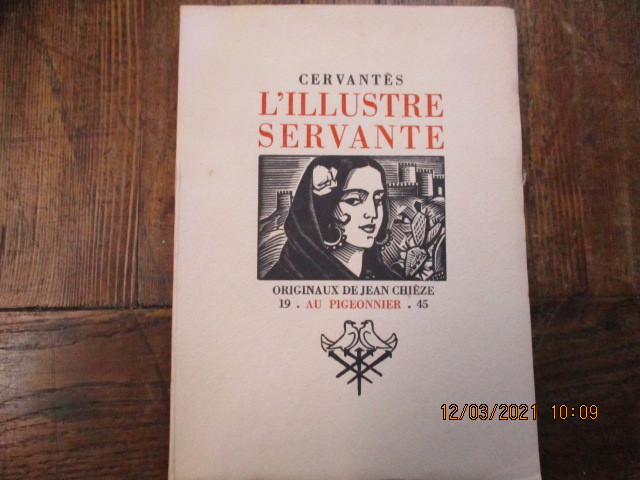 CERVANTÈS
L'ILLUSTRE
SERVANTE
ORIGINAUX DE JEAN CHIÈZE
19 . AU PIGEONNIER . 45
12/03/2021 10:09